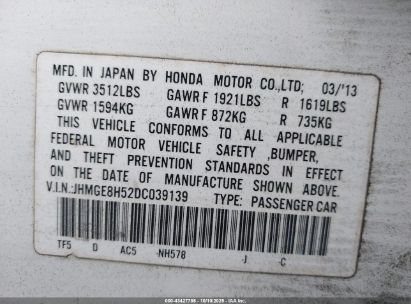 MFD. IN JAPAN BY HONDA MOTOR CO.,LTD; 03/'13
GVWR 3512LBS GAWR F 1921LBS R 1619LBS
GVWR 1594KG GAWR F 872KG R 735KG
THIS VEHICLE CONFORMS TO ALL APPLICABLE
FEDERAL MOTOR VEHICLE SAFETY ,BUMPER,
AND THEFT PREVENTION STANDARDS IN EFFECT
ON THE DATE OF MANUFACTURE SHOWN ABOVE.
V.I.N.:JHMGE8H52DC039139 TYPE: PASSENGER CAR
TF5 D AC5 NH578 J C